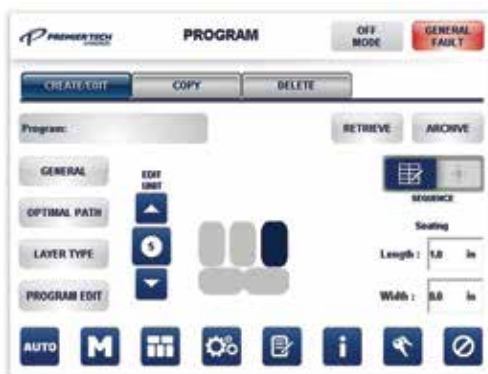 PREMIER TECH
PROGRAM
OFF MODE
GENERAL FAULT
CREATE/EDIT
COPY
DELETE
Program:
RETRIEVE
ARCHIVE
GENERAL
EDIT UNIT
SEQUENCE
OPTIMAL PATH
Seating
LAYER TYPE
5
Length : 1.0 in
PROGRAM EDIT
Width : 0.0 in
AUTO
M
i